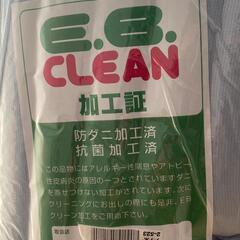 E.B.
CLEAN
加工証
防ダニ加工済
抗菌加工済
この品物にはアレルギー性喘息やアトピー
性皮膚炎の原因の一つとされていますダニ
を寄せつけない加工がされています。次に
クリーニングにお出しの際にも是非、E.B
クリーン加工をご用命下さい。
取扱店
2-523